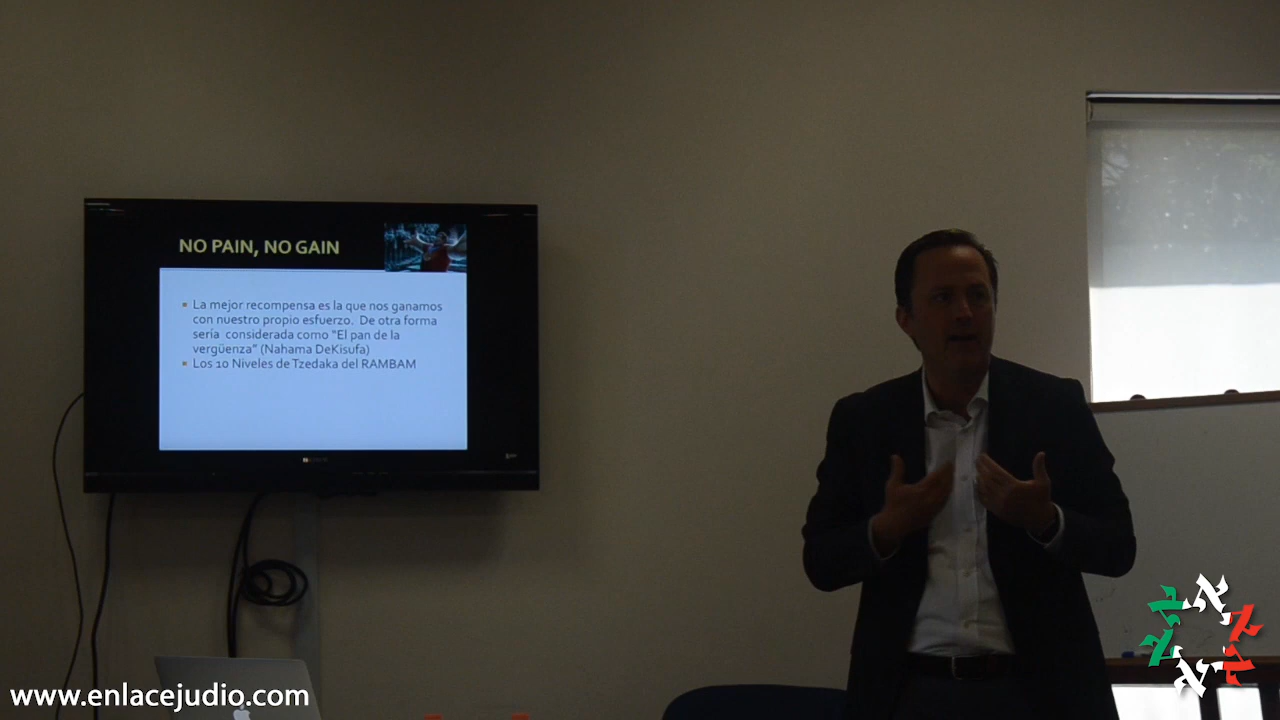 NO PAIN, NO GAIN
▪ La mejor recompensa es la que nos ganamos
con nuestro propio esfuerzo. De otra forma
sería considerada como "El pan de la
vergüenza" (Nahama DeKisufa)
▪ Los 10 Niveles de Tzedaka del RAMBAM
www.enlacejudio.com